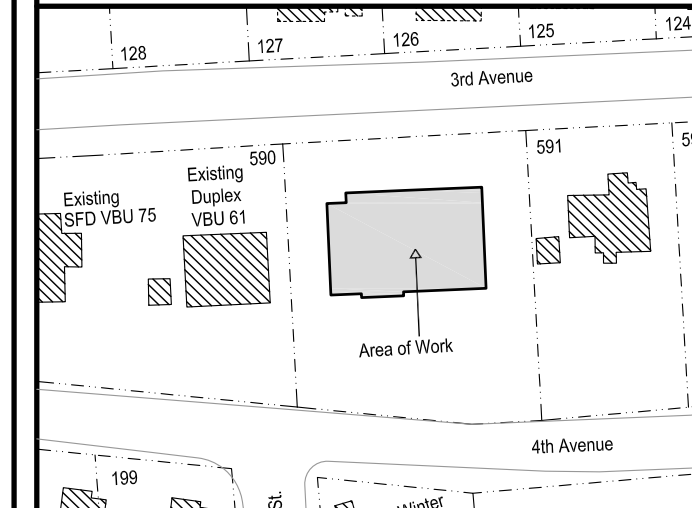 128
127
126
125
124
3rd Avenue
590
591
Existing
SFD VBU 75
Existing
Duplex
VBU 61
Area of Work
4th Avenue
199
St.
Winter